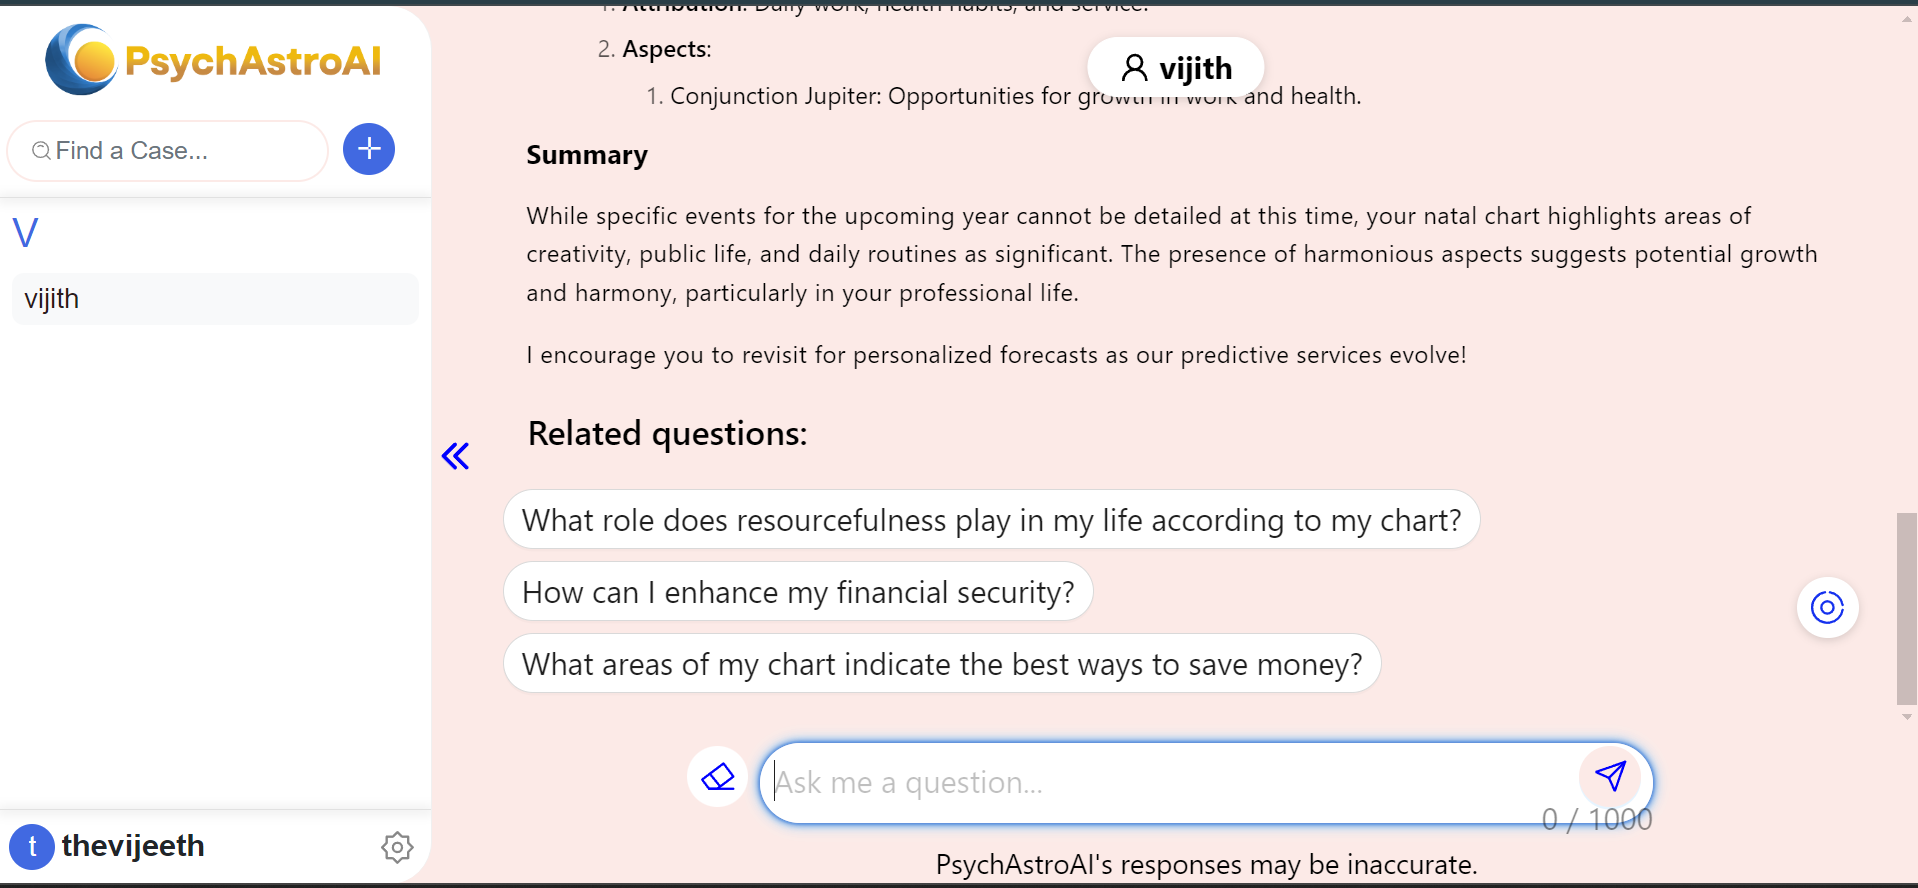 PsychAstroAI
Find a Case...
V
vijith
t thevijeeth
1. Attribution: Daily work, health habits, and service.
2. Aspects:
vijith
1. Conjunction Jupiter: Opportunities for growth in work and health.
Summary
While specific events for the upcoming year cannot be detailed at this time, your natal chart highlights areas of
creativity, public life, and daily routines as significant. The presence of harmonious aspects suggests potential growth
and harmony, particularly in your professional life.
I encourage you to revisit for personalized forecasts as our predictive services evolve!
Related questions:
What role does resourcefulness play in my life according to my chart?
How can I enhance my financial security?
What areas of my chart indicate the best ways to save money?
Ask me a question...
0 / 1000
PsychAstroAI's responses may be inaccurate.